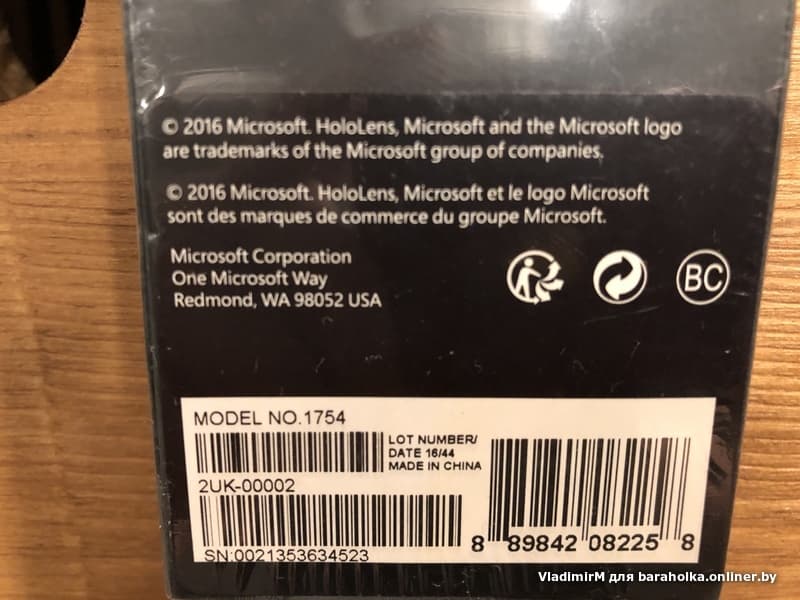 © 2016 Microsoft. HoloLens, Microsoft and the Microsoft logo
are trademarks of the Microsoft group of companies.
© 2016 Microsoft. HoloLens, Microsoft et le logo Microsoft
sont des marques de commerce du groupe Microsoft.
Microsoft Corporation
One Microsoft Way
Redmond, WA 98052 USA
BC
MODEL NO.1754
LOT NUMBER/
DATE 16/44
MADE IN CHINA
2UK-00002
SN:0021353634523
8 89842 08225 8
VladimirM для baraholka.onliner.by